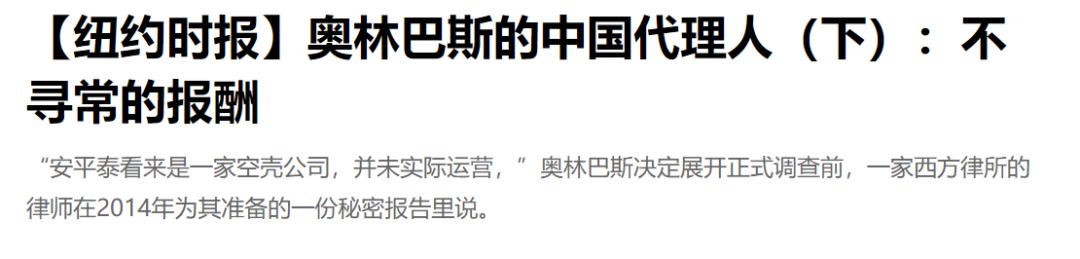 【纽约时报】奥林巴斯的中国代理人（下）：不
寻常的报酬
“安平泰看来是一家空壳公司，并未实际运营，”奥林巴斯决定展开正式调查前，一家西方律所的
律师在2014年为其准备的一份秘密报告里说。